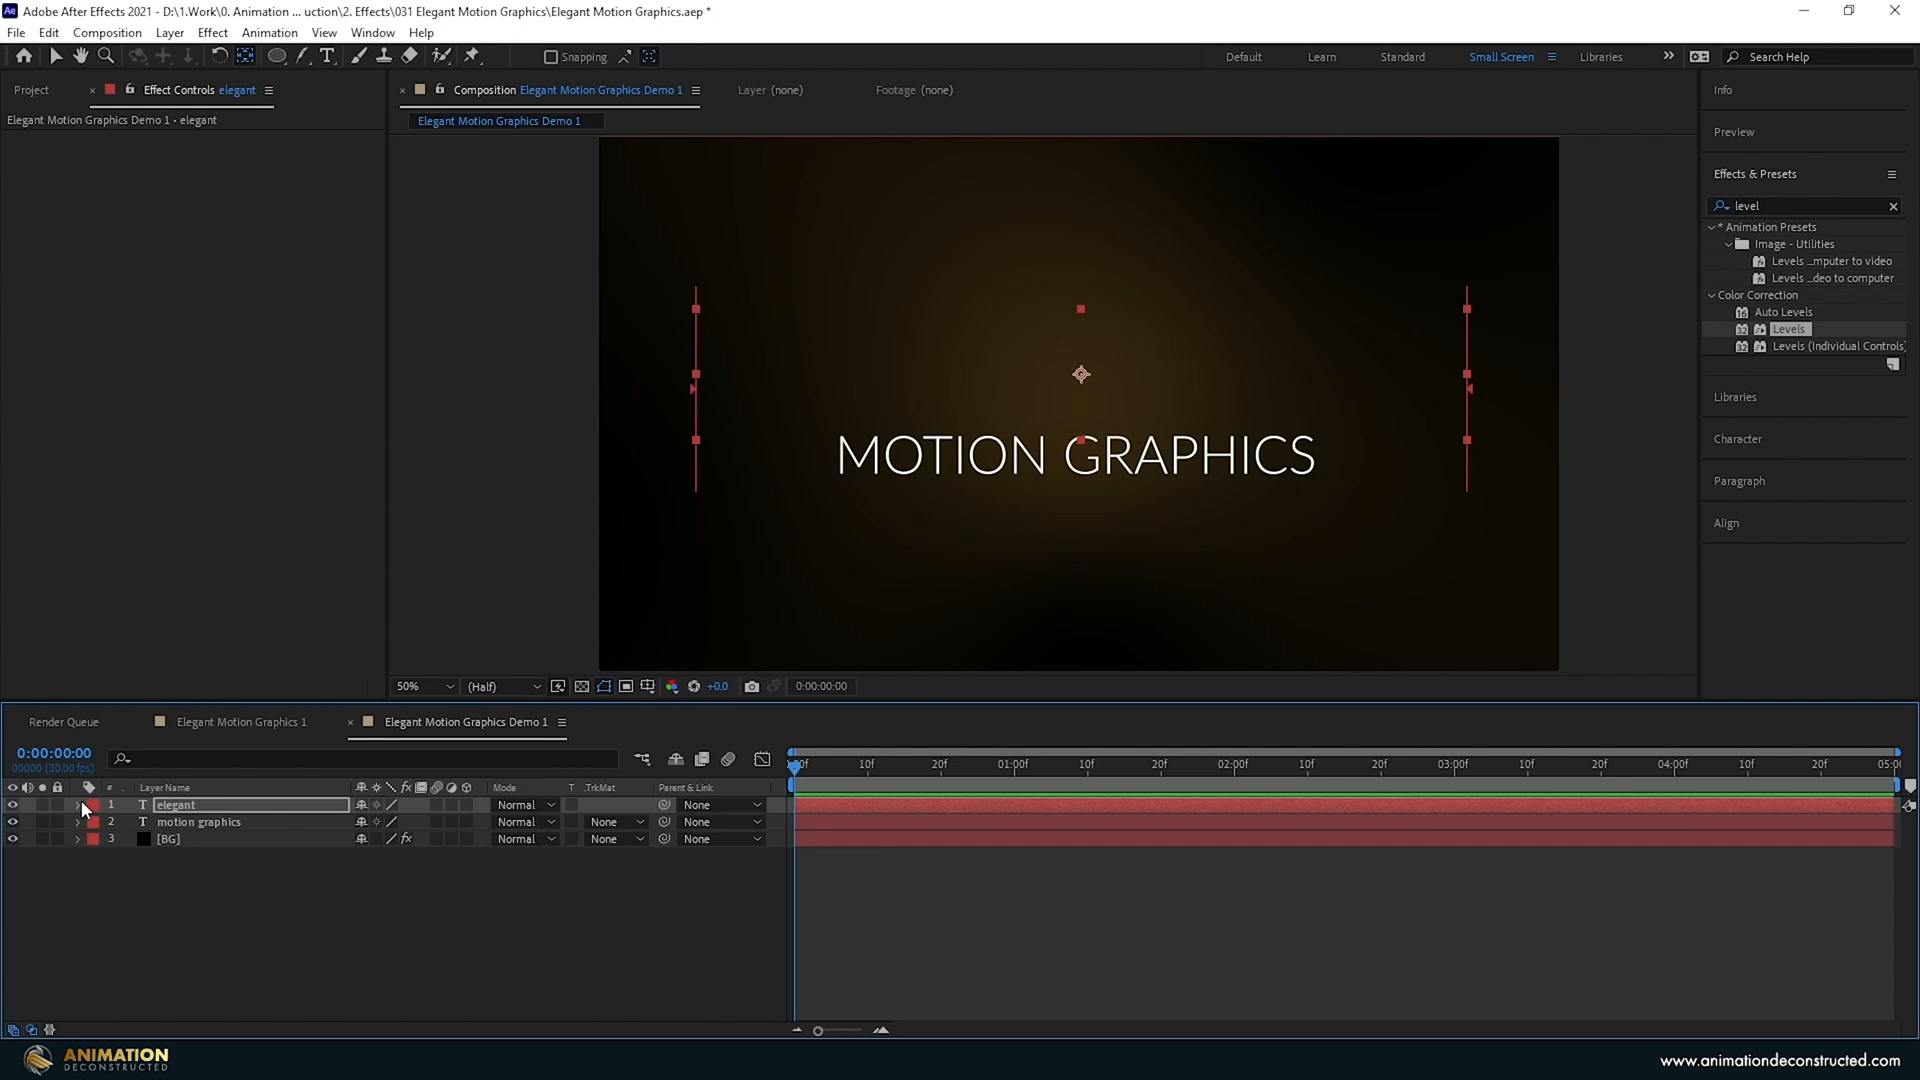 Adobe After Effects 2021 - D:\1.Work\0. Animation ... uction\2. Effects\031 Elegant Motion Graphics\Elegant Motion Graphics.aep *
File Edit Composition Layer Effect Animation View Window Help
Snapping
Default Learn Standard Small Screen Libraries Search Help
Project Effect Controls elegant
Composition Elegant Motion Graphics Demo 1 Layer (none) Footage (none)
Elegant Motion Graphics Demo 1 • elegant
Elegant Motion Graphics Demo 1
Info
Preview
Effects & Presets
level
* Animation Presets
Image - Utilities
Levels ...mputer to video
Levels ...deo to computer
Color Correction
Auto Levels
Levels
Levels (Individual Controls)
Libraries
Character
Paragraph
Align
MOTION GRAPHICS
50% (Half) +0.0 0:00:00:00
Render Queue Elegant Motion Graphics 1 Elegant Motion Graphics Demo 1
0:00:00:00
00000 (30.00 fps)
10f 20f 01:00f 10f 20f 02:00f 10f 20f 03:00f 10f 20f 04:00f 10f 20f 05:0
# Layer Name Mode T .TrkMat Parent & Link
1 T elegant Normal None
2 T motion graphics Normal None None
3 [BG] Normal None None
ANIMATION
DECONSTRUCTED
www.animationdeconstructed.com